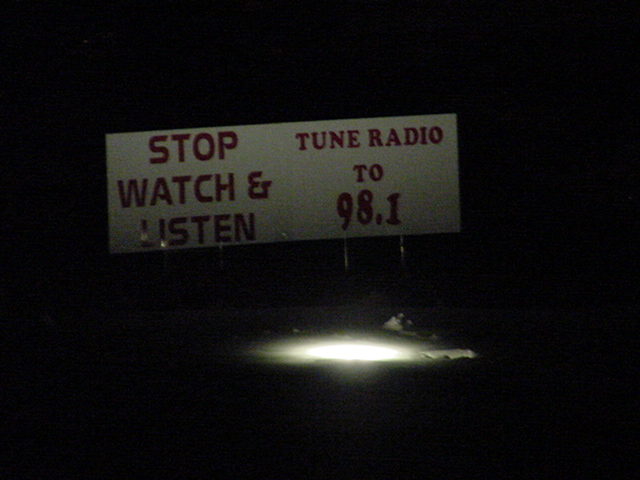 STOP
WATCH &
LISTEN
TUNE RADIO
TO
98.1